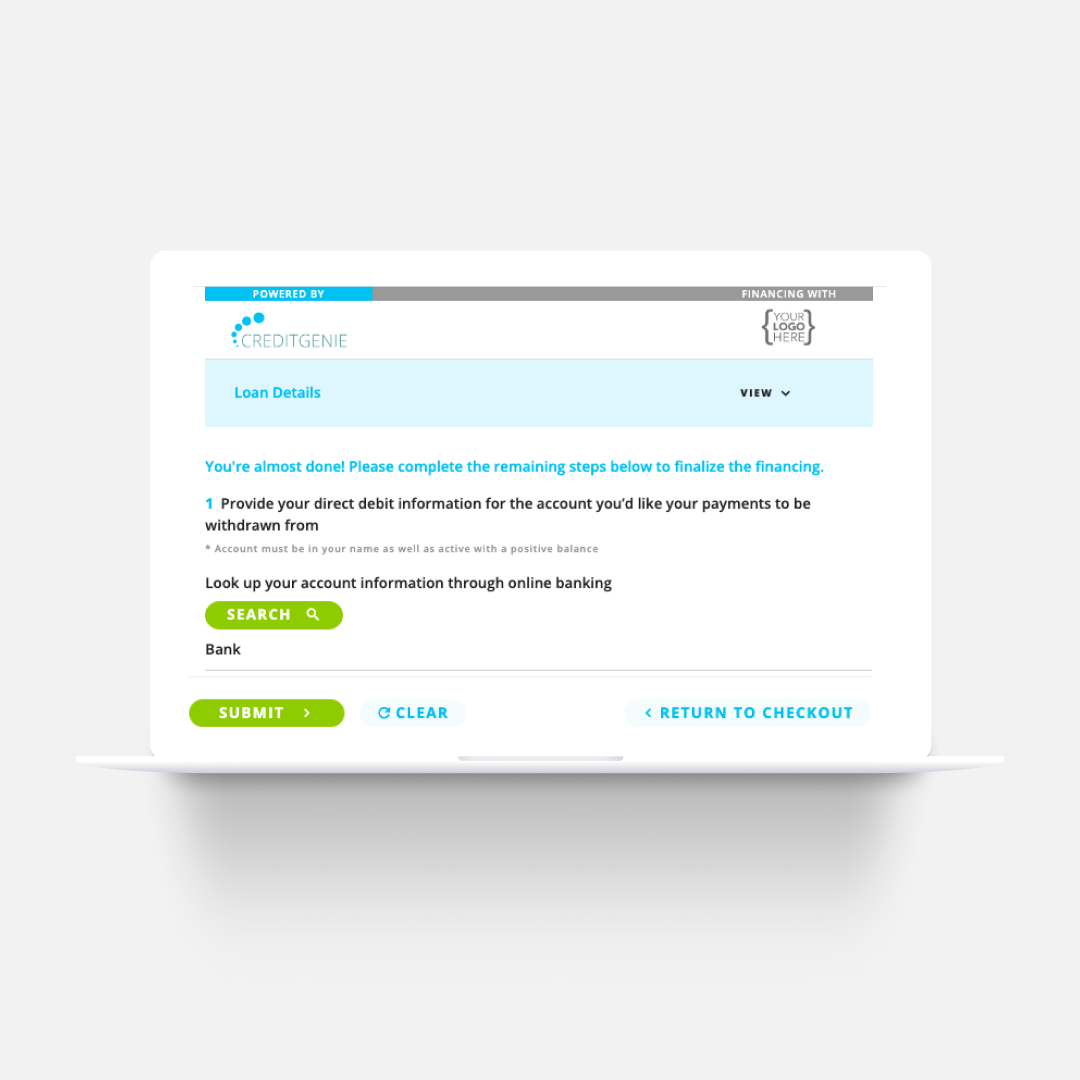 POWERED BY FINANCING WITH
CREDITGENIE
YOUR
LOGO
HERE
Loan Details VIEW
You're almost done! Please complete the remaining steps below to finalize the financing.
1 Provide your direct debit information for the account you’d like your payments to be
withdrawn from
* Account must be in your name as well as active with a positive balance
Look up your account information through online banking
SEARCH
Bank
SUBMIT CLEAR RETURN TO CHECKOUT